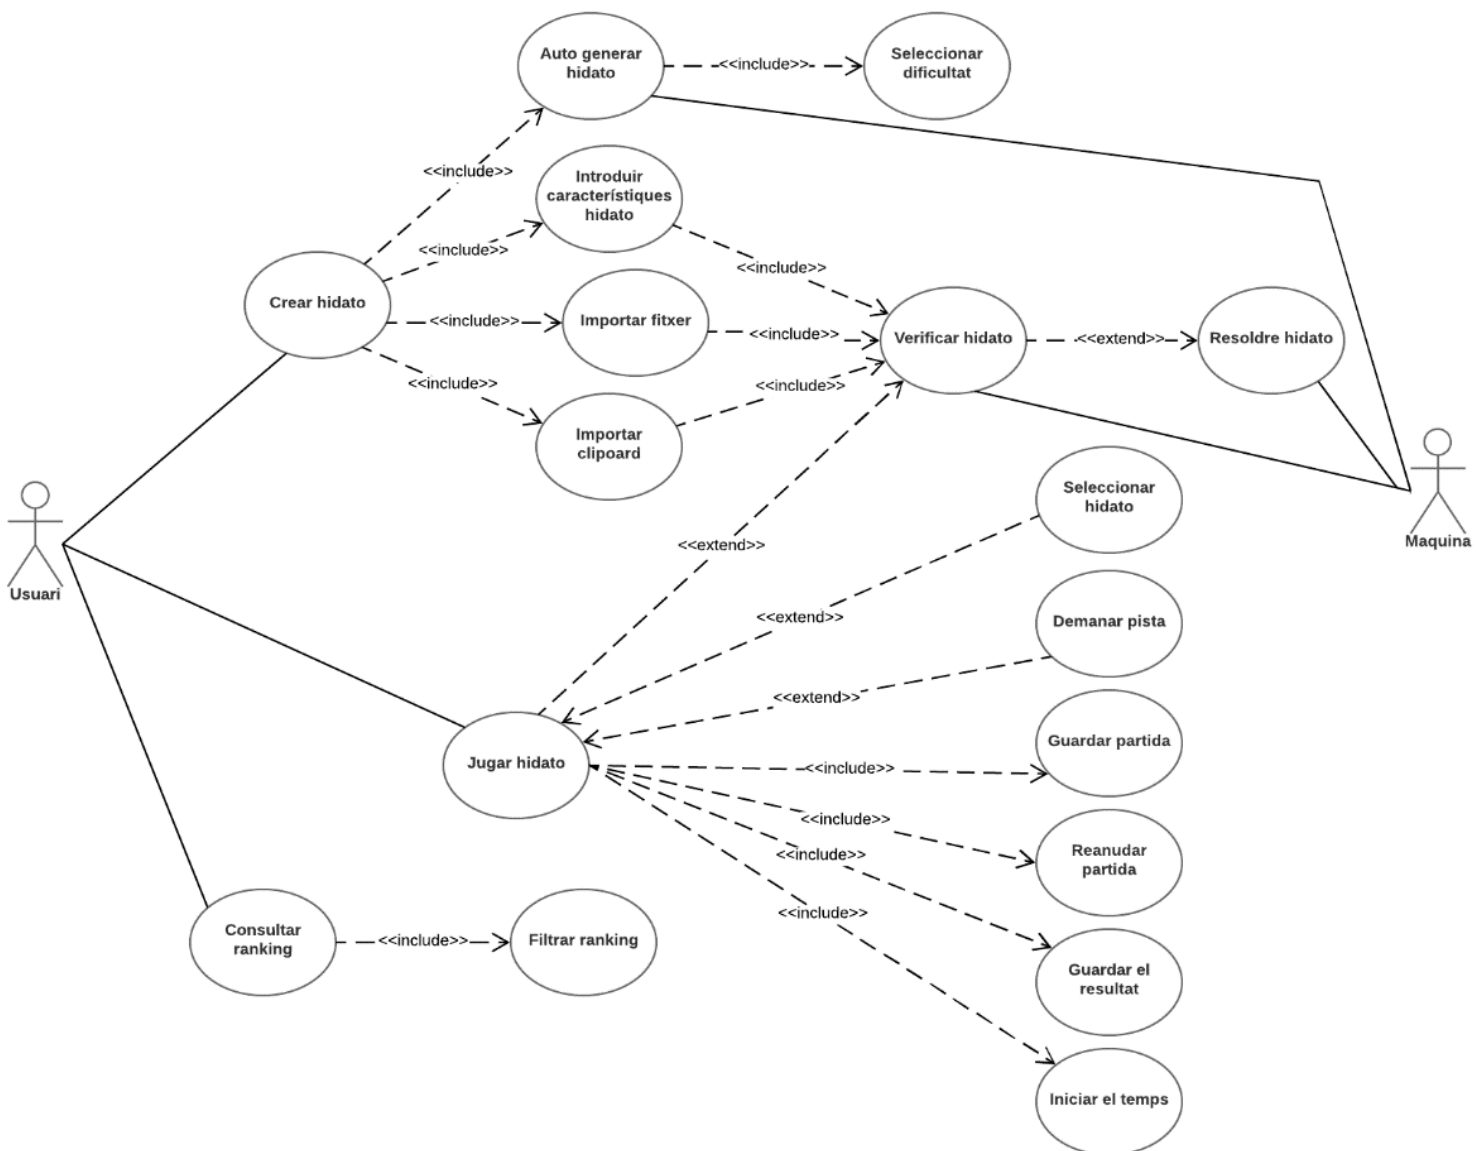 Auto generar
hidato
<<include>>
Seleccionar
dificultat
<<include>>
Introduir
característiques
hidato
<<include>>
<<include>>
Crear hidato
<<include>>
Importar fitxer
<<include>>
Verificar hidato
<<extend>>
Resoldre hidato
<<include>>
<<include>>
Importar
clipoard
Seleccionar
hidato
Maquina
<<extend>>
Usuari
<<extend>>
Demanar pista
<<extend>>
Guardar partida
Jugar hidato
<<include>>
<<include>>
Reanudar
partida
<<include>>
<<include>>
Consultar
ranking
<<include>>
Filtrar ranking
Guardar el
resultat
Iniciar el temps